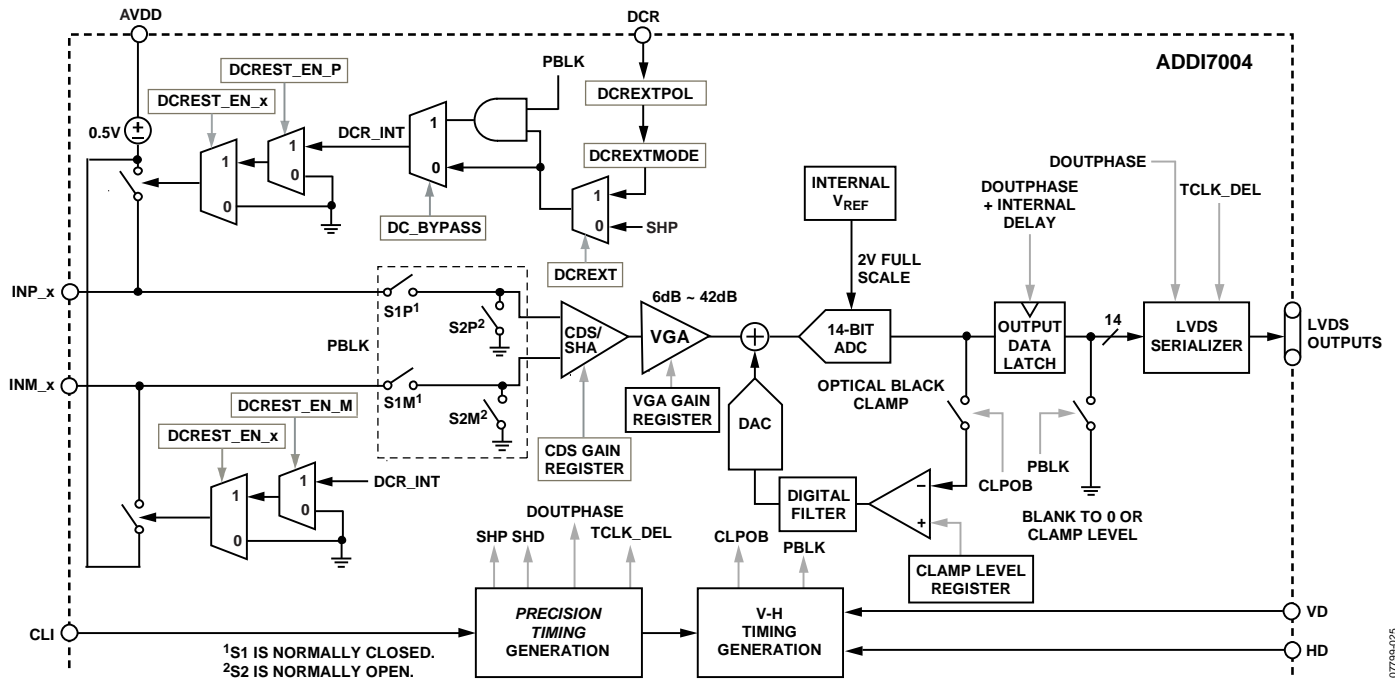 AVDD
DCR
ADDI7004
PBLK
DCREST_EN_P
DCREXTPOL
DCREST_EN_x
0.5V
+
–
1
0
1
0
DCR_INT
1
0
DCREXTMODE
1
0
SHP
DC_BYPASS
DCREXT
INTERNAL
VREF
DOUTPHASE
DOUTPHASE
+ INTERNAL
DELAY
TCLK_DEL
2V FULL
SCALE
INP_x
S1P1
S2P2
PBLK
6dB ~ 42dB
CDS/
SHA
VGA
+
14-BIT
ADC
OUTPUT
DATA
LATCH
14
LVDS
SERIALIZER
LVDS
OUTPUTS
INM_x
S1M1
S2M2
DCREST_EN_M
DCREST_EN_x
1
0
1
0
DCR_INT
CDS GAIN
REGISTER
VGA GAIN
REGISTER
DAC
OPTICAL BLACK
CLAMP
CLPOB
PBLK
BLANK TO 0 OR
CLAMP LEVEL
DIGITAL
FILTER
–
+
CLAMP LEVEL
REGISTER
SHP SHD
DOUTPHASE
TCLK_DEL
CLPOB
PBLK
CLI
PRECISION
TIMING
GENERATION
V-H
TIMING
GENERATION
VD
HD
1S1 IS NORMALLY CLOSED.
2S2 IS NORMALLY OPEN.
07799-025